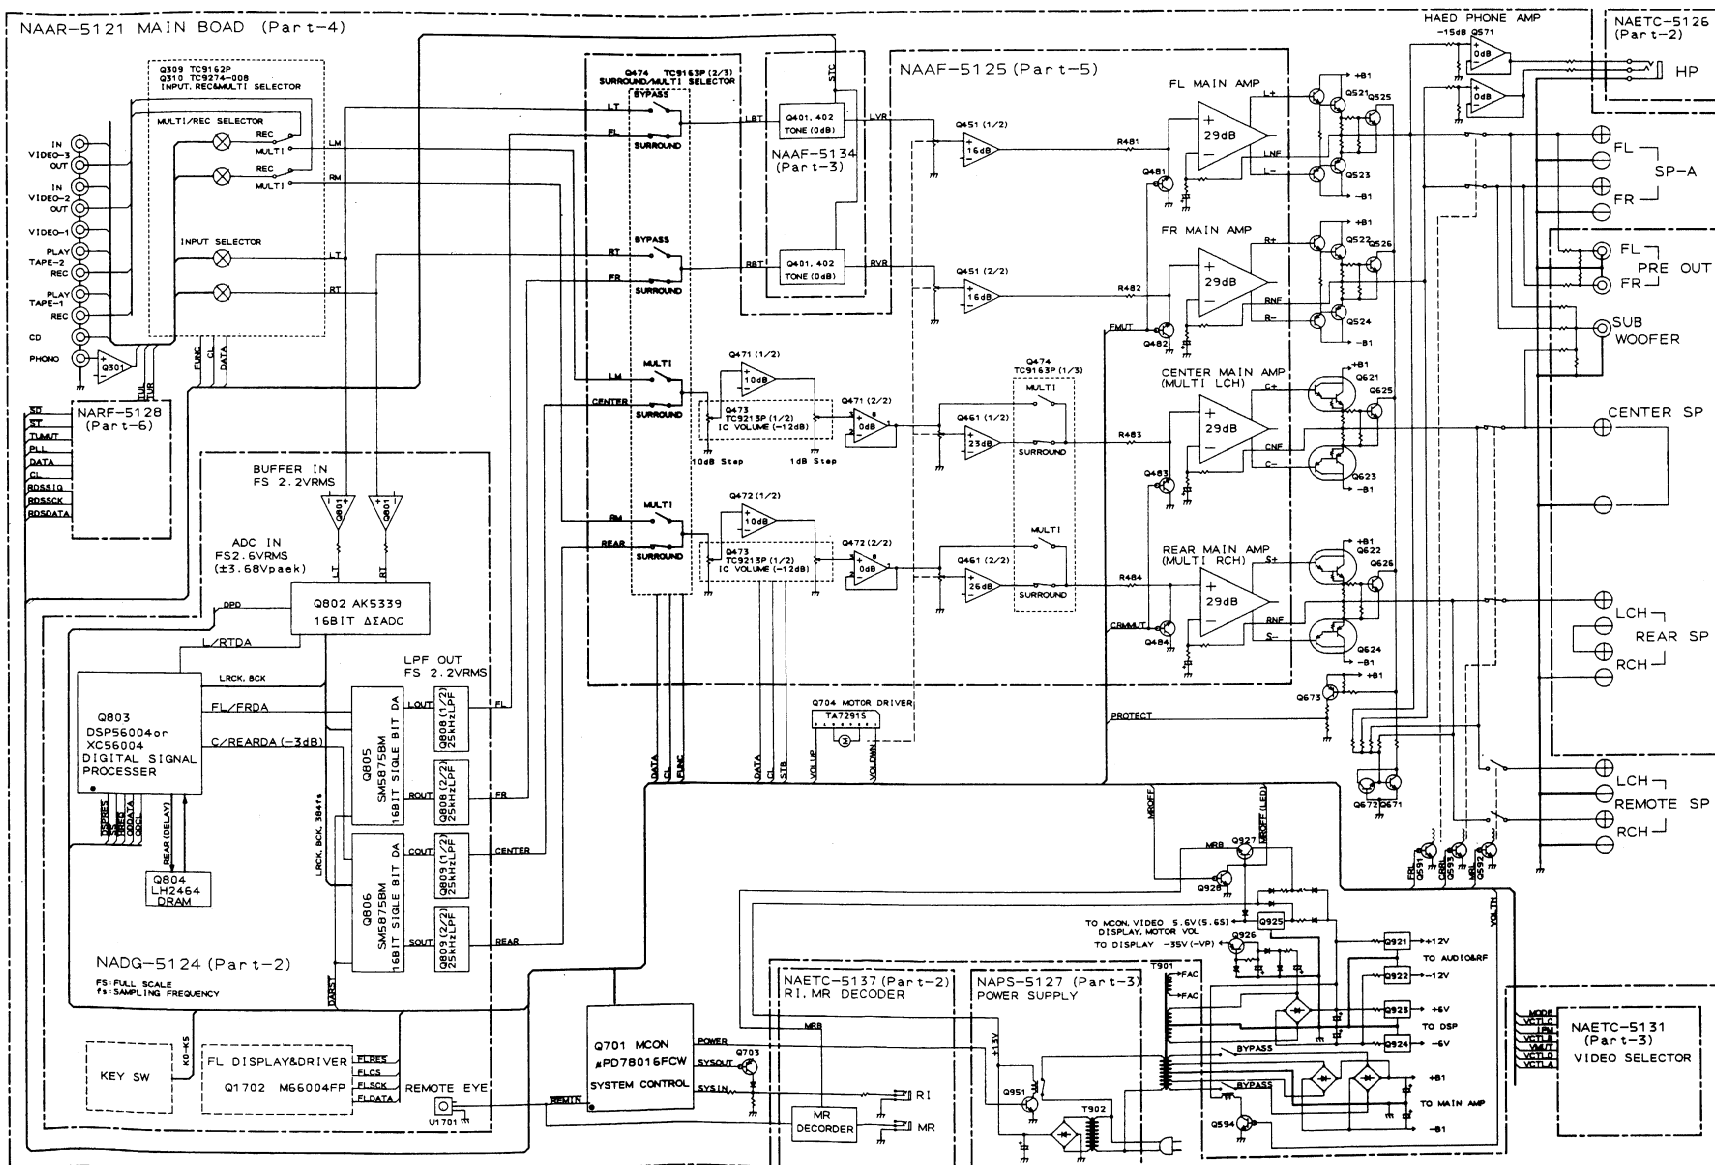 NAAR-5121 MAIN BOAD (Part-4)
Q309 TC9162P
Q310 TC9274-008
INPUT, REC&MULTI SELECTOR
MULTI/REC SELECTOR
REC
MULTI
REC
MULTI
LM
RM
INPUT SELECTOR
LT
RT
IN
VIDEO-3
OUT
IN
VIDEO-2
OUT
VIDEO-1
PLAY
TAPE-2
REC
PLAY
TAPE-1
REC
CD
PHONO
Q301
FUNC
CL
DATA
TUL
TUR
NARF-5128
(Part-6)
SD
ST
TUMUT
PLL
DATA
CL
RDSSIG
RDSSCK
RDSDATA
Q474 TC9163P (2/3)
SURROUND/MULTI SELECTOR
BYPASS
LT
FL
SURROUND
BYPASS
RT
FR
SURROUND
MULTI
LM
CENTER
SURROUND
MULTI
RM
REAR
SURROUND
STC
LBT
Q401, 402
TONE (0dB)
LVR
NAAF-5134
(Part-3)
RBT
Q401, 402
TONE (0dB)
RVR
NAAF-5125 (Part-5)
Q451 (1/2)
16dB
Q451 (2/2)
16dB
Q471 (1/2)
10dB
Q473
TC9213P (1/2)
IC VOLUME (-12dB)
10dB Step
1dB Step
Q471 (2/2)
0dB
Q461 (1/2)
23dB
Q474
TC9163P (1/3)
MULTI
SURROUND
Q472 (1/2)
10dB
Q473
TC9213P (1/2)
IC VOLUME (-12dB)
Q472 (2/2)
0dB
Q461 (2/2)
26dB
MULTI
SURROUND
R481
R482
R483
R484
Q481
Q482
Q483
Q484
FMUT
CRMMUT
FL MAIN AMP
29dB
L+
LNF
L-
Q521
Q525
Q523
+B1
-B1
FR MAIN AMP
29dB
R+
RNF
R-
Q522
Q526
Q524
+B1
-B1
CENTER MAIN AMP
(MULTI LCH)
29dB
C+
CNF
C-
Q621
Q625
Q623
+B1
-B1
REAR MAIN AMP
(MULTI RCH)
29dB
S+
RNF
S-
Q622
Q626
Q624
+B1
-B1
Q673
+B1
PROTECT
Q672
Q671
HAED PHONE AMP
-15dB Q571
0dB
0dB
NAETC-5126
(Part-2)
HP
FL
SP-A
FR
FL
PRE OUT
FR
SUB
WOOFER
CENTER SP
LCH
REAR SP
RCH
LCH
REMOTE SP
RCH
FRL
Q591
CRRL
Q593
MRL
Q592
VOLTH
BUFFER IN
FS 2.2VRMS
Q801
Q801
ADC IN
FS2.6VRMS
(±3.68Vpaek)
LT
RT
Q802 AK5339
16BIT ΔΣADC
DPD
L/RTDA
LRCK, BCK
FL/FRDA
C/REARDA (-3dB)
Q803
DSP56004or
XC56004
DIGITAL SIGNAL
PROCESSER
DSPRES
SS
HREQ
DDDATA
DDCL
REAR(DELAY)
Q804
LH2464
DRAM
LRCK, BCK, 384fs
LPF OUT
FS 2.2VRMS
Q805
SM5875BM
16BIT SIGLE BIT DA
LOUT
ROUT
Q808 (1/2)
25kHzLPF
FL
Q808 (2/2)
25kHzLPF
FR
Q806
SM5875BM
16BIT SIGLE BIT DA
COUT
SOUT
Q809 (1/2)
25kHzLPF
CENTER
Q809 (2/2)
25kHzLPF
REAR
DARST
NADG-5124 (Part-2)
FS:FULL SCALE
fs:SAMPLING FREQUENCY
DATA
CL
FUNC
DATA
CL
STB
Q704 MOTOR DRIVER
TA7291S
M
VOLUP
VOLDWN
KEY SW
K0-K5
FL DISPLAY&DRIVER
Q1702 M66004FP
FLRES
FLCS
FLSCK
FLDATA
REMOTE EYE
U1701
REMIN
Q701 MCON
μPD78016FCW
SYSTEM CONTROL
POWER
SYSOUT
SYSIN
Q703
NAETC-5137 (Part-2)
RI, MR DECODER
MRB
MR
DECORDER
RI
MR
NAPS-5127 (Part-3)
POWER SUPPLY
+13V
Q951
T902
T901
FAC
FAC
BYPASS
BYPASS
Q594
MROFF
MROFF(LED)
MRB
Q927
Q928
TO MCON, VIDEO 5.6V(5.6S)
DISPLAY, MOTOR VOL
Q925
TO DISPLAY -35V(-VP)
Q926
Q921
+12V
TO AUDIO&RF
Q922
-12V
Q923
+6V
TO DSP
Q924
-6V
+B1
TO MAIN AMP
-B1
MODE
VCTLC
VCTLB
VMUT
VCTLD
VCTLA
NAETC-5131
(Part-3)
VIDEO SELECTOR